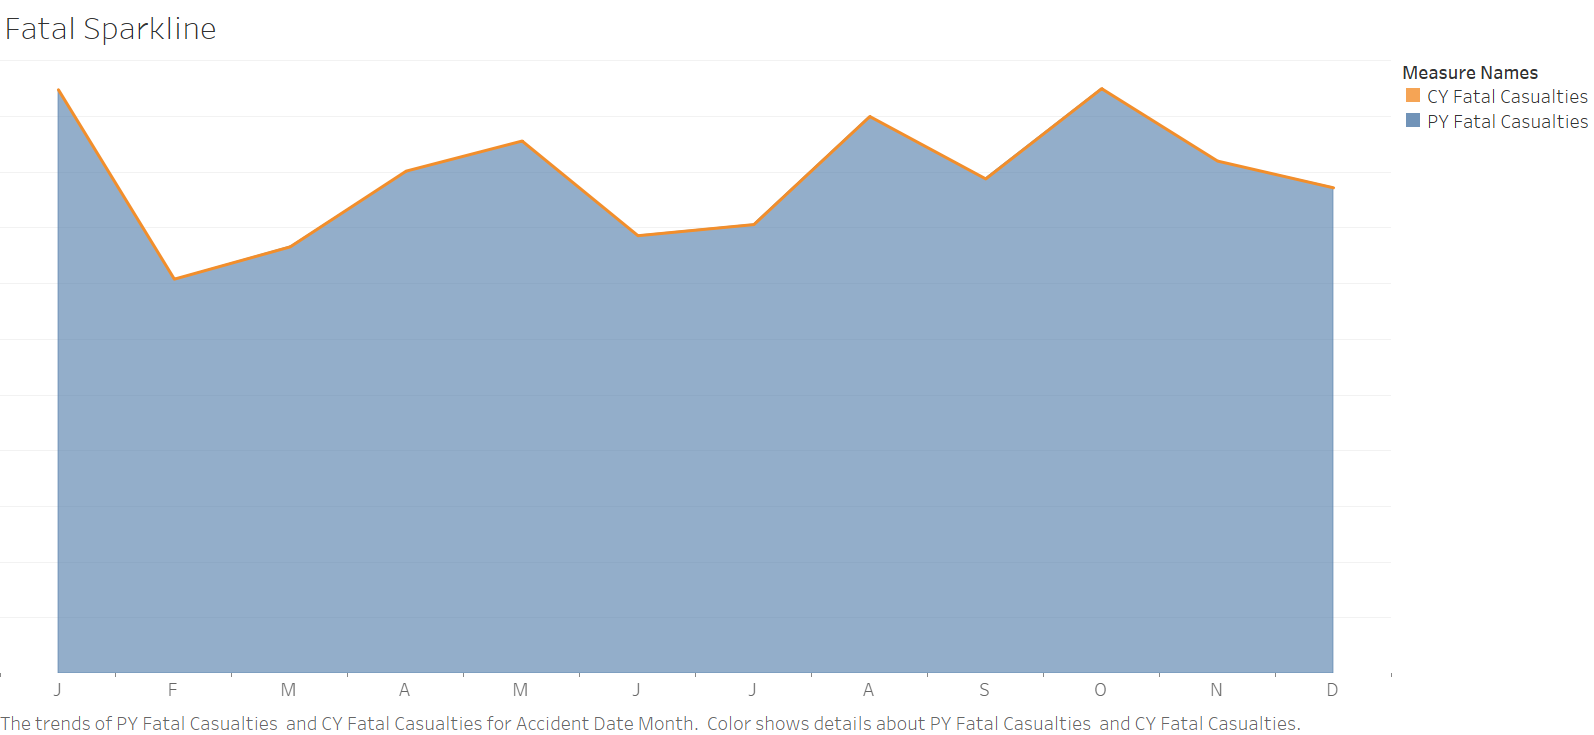 Fatal Sparkline
Measure Names
CY Fatal Casualties
PY Fatal Casualties
J F M A M J J A S O N D
The trends of PY Fatal Casualties  and CY Fatal Casualties for Accident Date Month.  Color shows details about PY Fatal Casualties  and CY Fatal Casualties.